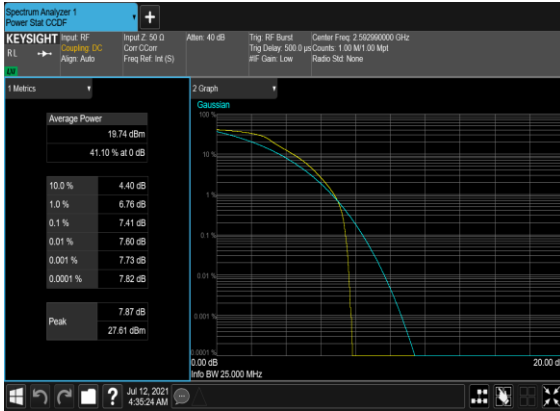 Spectrum Analyzer 1
Power Stat CCDF
+
KEYSIGHT
RL
LV
Input: RF
Coupling: DC
Align: Auto
Input Z: 50 Ω
Corr CCorr
Freq Ref: Int (S)
Atten: 40 dB
Trig: RF Burst
Trig Delay: 500.0 µs
#IF Gain: Low
Center Freq: 2.592990000 GHz
Counts: 1.00 M/1.00 Mpt
Radio Std: None
1 Metrics
Average Power
19.74 dBm
41.10 % at 0 dB
10.0 % 4.40 dB
1.0 % 6.76 dB
0.1 % 7.41 dB
0.01 % 7.60 dB
0.001 % 7.73 dB
0.0001 % 7.82 dB
Peak
7.87 dB
27.61 dBm
2 Graph
Gaussian
100 %
10 %
1 %
0.1 %
0.01 %
0.001 %
0.0001 %
0.00 dB
20.00 d
Info BW 25.000 MHz
?
Jul 12, 2021
4:35:24 AM